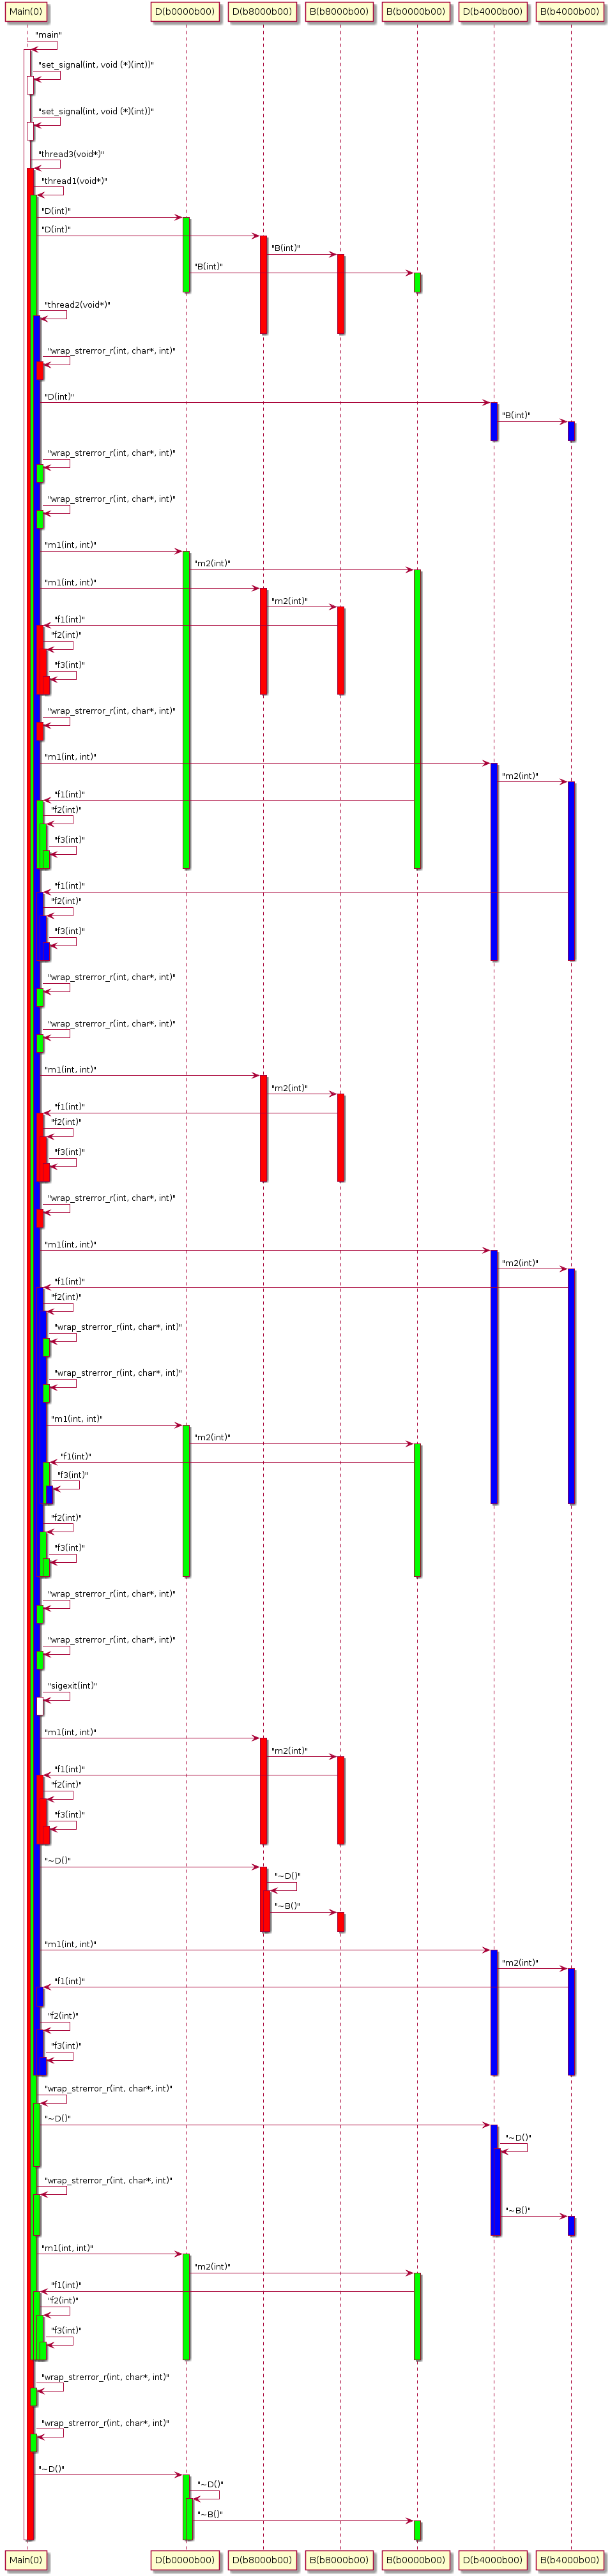 Main(0) D(b0000b00) D(b8000b00) B(b8000b00) B(b0000b00) D(b4000b00) B(b4000b00)
"main"
"set_signal(int, void (*)(int))"
"set_signal(int, void (*)(int))"
"thread3(void*)"
"thread1(void*)"
"D(int)"
"D(int)"
"B(int)"
"B(int)"
"thread2(void*)"
"wrap_strerror_r(int, char*, int)"
"D(int)"
"B(int)"
"wrap_strerror_r(int, char*, int)"
"wrap_strerror_r(int, char*, int)"
"m1(int, int)"
"m2(int)"
"m1(int, int)"
"m2(int)"
"f1(int)"
"f2(int)"
"f3(int)"
"wrap_strerror_r(int, char*, int)"
"m1(int, int)"
"m2(int)"
"f1(int)"
"f2(int)"
"f3(int)"
"f1(int)"
"f2(int)"
"f3(int)"
"wrap_strerror_r(int, char*, int)"
"wrap_strerror_r(int, char*, int)"
"m1(int, int)"
"m2(int)"
"f1(int)"
"f2(int)"
"f3(int)"
"wrap_strerror_r(int, char*, int)"
"m1(int, int)"
"m2(int)"
"f1(int)"
"f2(int)"
"wrap_strerror_r(int, char*, int)"
"wrap_strerror_r(int, char*, int)"
"m1(int, int)"
"m2(int)"
"f1(int)"
"f3(int)"
"f2(int)"
"f3(int)"
"wrap_strerror_r(int, char*, int)"
"wrap_strerror_r(int, char*, int)"
"sigexit(int)"
"m1(int, int)"
"m2(int)"
"f1(int)"
"f2(int)"
"f3(int)"
"~D()"
"~D()"
"~B()"
"m1(int, int)"
"m2(int)"
"f1(int)"
"f2(int)"
"f3(int)"
"wrap_strerror_r(int, char*, int)"
"~D()"
"~D()"
"wrap_strerror_r(int, char*, int)"
"~B()"
"m1(int, int)"
"m2(int)"
"f1(int)"
"f2(int)"
"f3(int)"
"wrap_strerror_r(int, char*, int)"
"wrap_strerror_r(int, char*, int)"
"~D()"
"~D()"
"~B()"
Main(0) D(b0000b00) D(b8000b00) B(b8000b00) B(b0000b00) D(b4000b00) B(b4000b00)